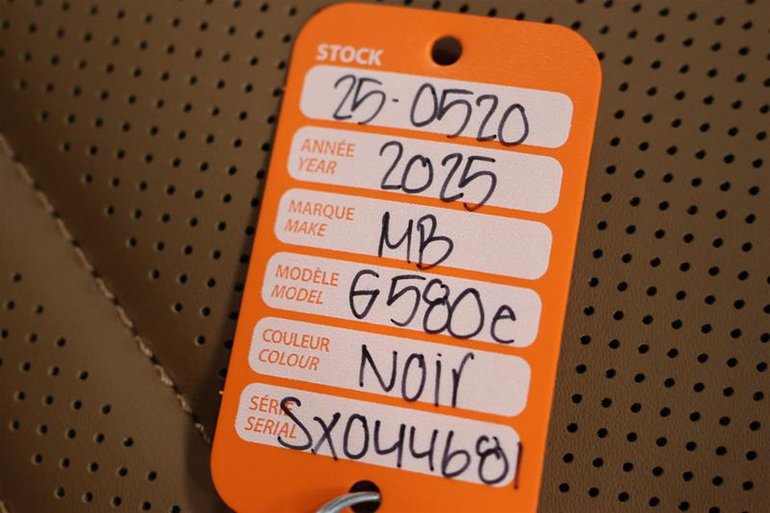 STOCK
25-0520
ANNÉE
YEAR
2025
MARQUE
MAKE
MB
MODÈLE
MODEL
G580e
COULEUR
COLOUR
Noir
SÉRIE
SERIAL
SX044681